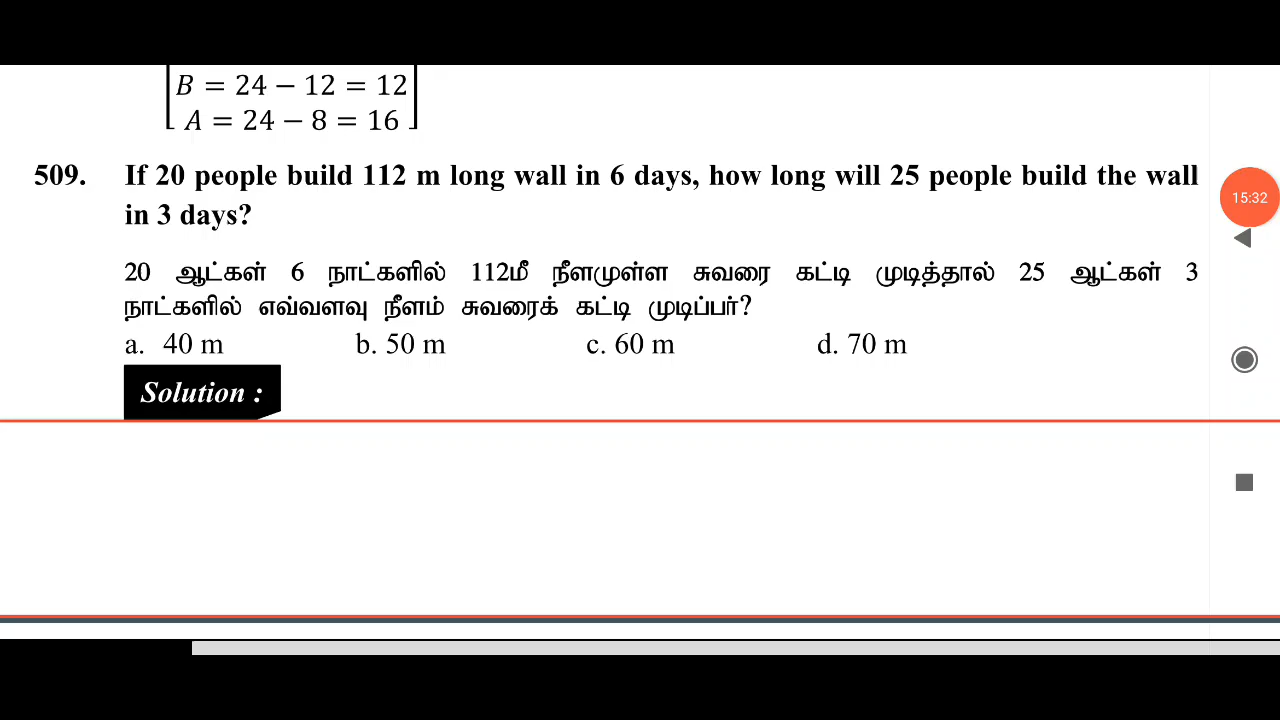 B = 24 − 12 = 12
A = 24 − 8 = 16
509. If 20 people build 112 m long wall in 6 days, how long will 25 people build the wall
in 3 days?
15:32
20 ஆட்கள் 6 நாட்களில் 112மீ நீளமுள்ள சுவரை கட்டி முடித்தால் 25 ஆட்கள் 3
நாட்களில் எவ்வளவு நீளம் சுவரைக் கட்டி முடிப்பர்?
a. 40 m b. 50 m c. 60 m d. 70 m
Solution :